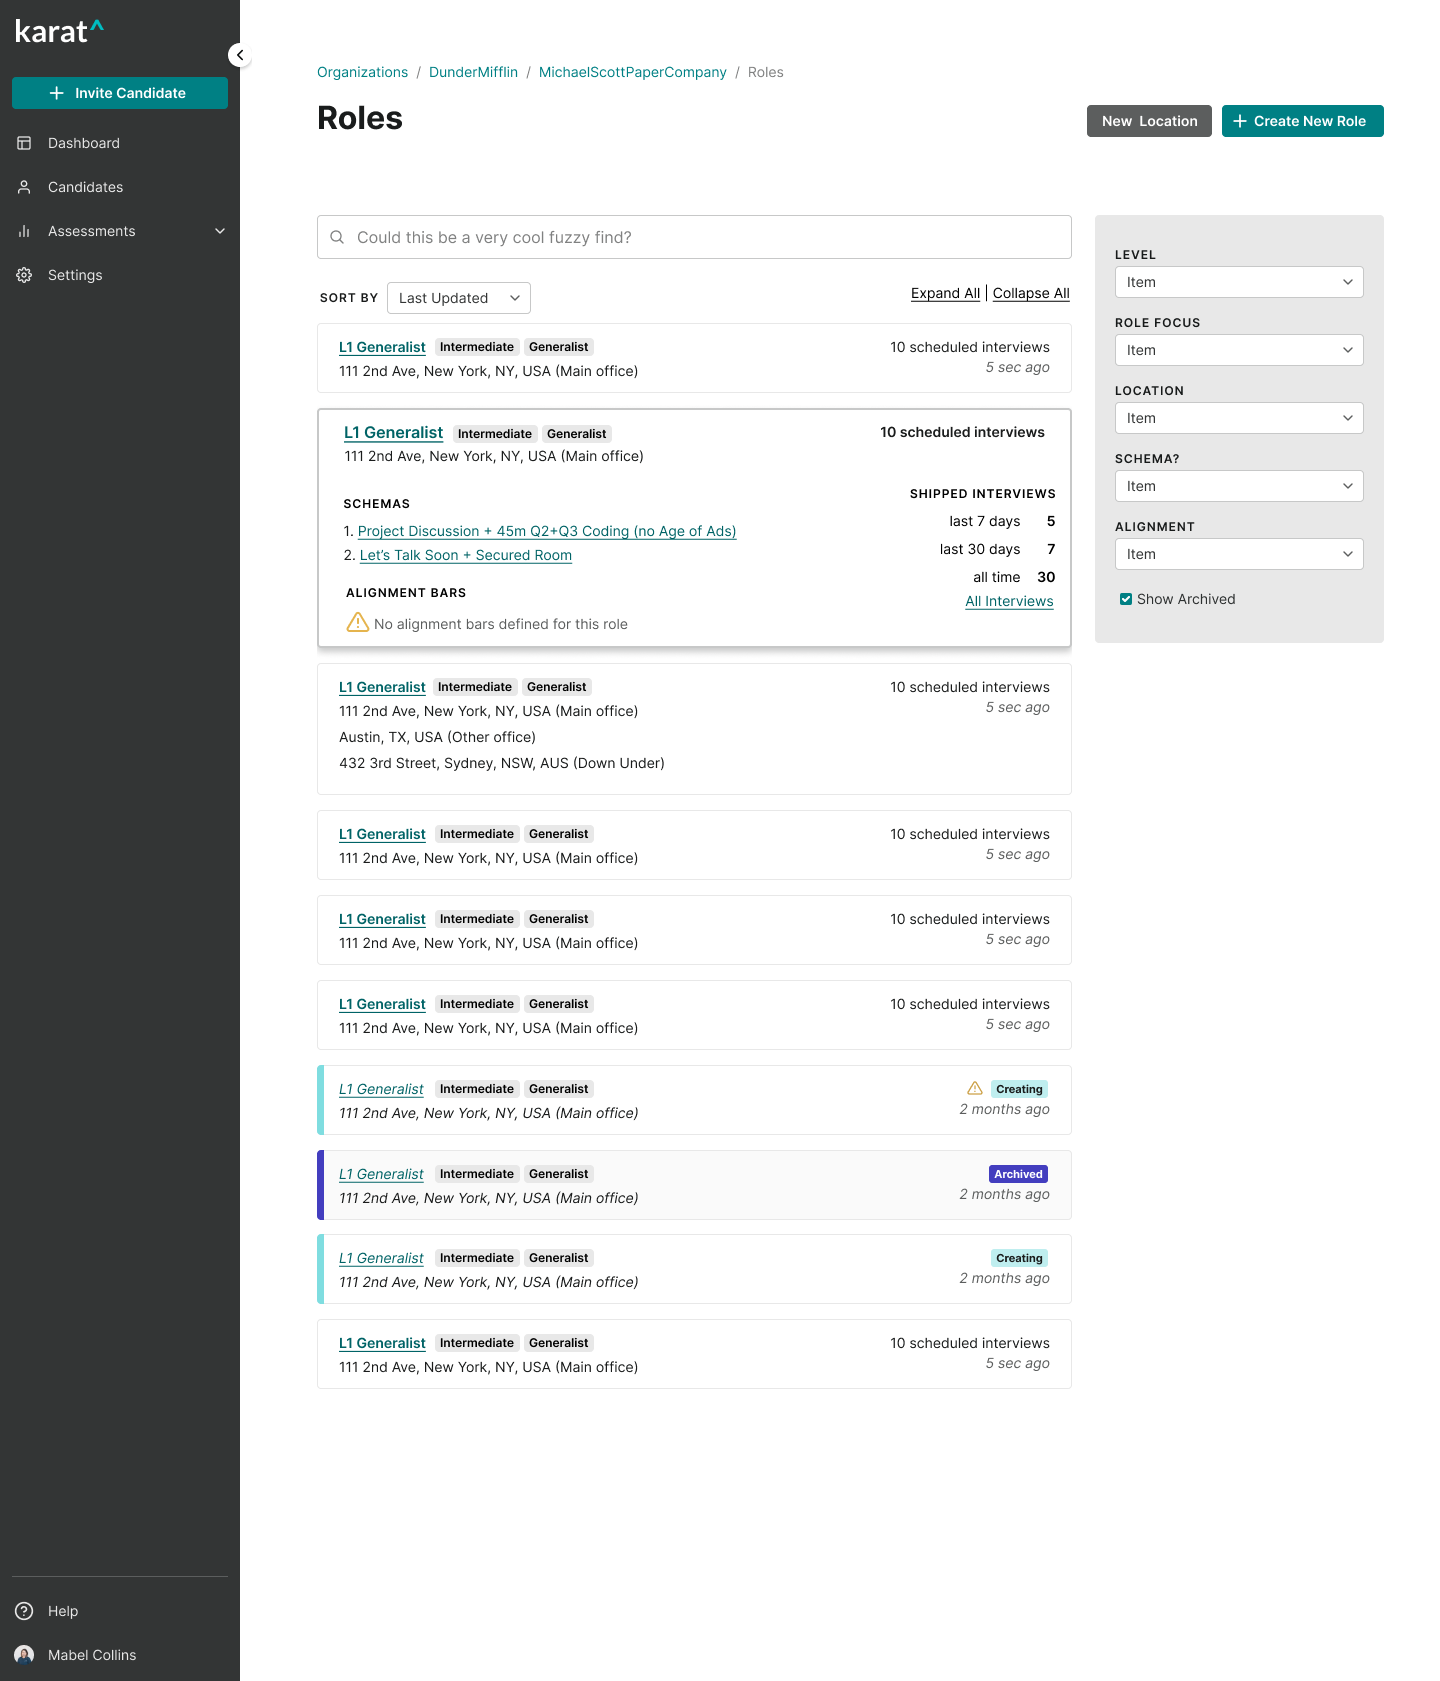 karat^
Invite Candidate
Dashboard
Candidates
Assessments
Settings
Help
Mabel Collins
Organizations / DunderMifflin / MichaelScottPaperCompany / Roles
Roles
New Location
Create New Role
Could this be a very cool fuzzy find?
SORT BY Last Updated
Expand All | Collapse All
L1 Generalist Intermediate Generalist 10 scheduled interviews
111 2nd Ave, New York, NY, USA (Main office) 5 sec ago
L1 Generalist Intermediate Generalist 10 scheduled interviews
111 2nd Ave, New York, NY, USA (Main office)
SCHEMAS
1. Project Discussion + 45m Q2+Q3 Coding (no Age of Ads)
2. Let’s Talk Soon + Secured Room
ALIGNMENT BARS
No alignment bars defined for this role
SHIPPED INTERVIEWS
last 7 days 5
last 30 days 7
all time 30
All Interviews
L1 Generalist Intermediate Generalist 10 scheduled interviews
111 2nd Ave, New York, NY, USA (Main office) 5 sec ago
Austin, TX, USA (Other office)
432 3rd Street, Sydney, NSW, AUS (Down Under)
L1 Generalist Intermediate Generalist 10 scheduled interviews
111 2nd Ave, New York, NY, USA (Main office) 5 sec ago
L1 Generalist Intermediate Generalist 10 scheduled interviews
111 2nd Ave, New York, NY, USA (Main office) 5 sec ago
L1 Generalist Intermediate Generalist 10 scheduled interviews
111 2nd Ave, New York, NY, USA (Main office) 5 sec ago
L1 Generalist Intermediate Generalist Creating
111 2nd Ave, New York, NY, USA (Main office) 2 months ago
L1 Generalist Intermediate Generalist Archived
111 2nd Ave, New York, NY, USA (Main office) 2 months ago
L1 Generalist Intermediate Generalist Creating
111 2nd Ave, New York, NY, USA (Main office) 2 months ago
L1 Generalist Intermediate Generalist 10 scheduled interviews
111 2nd Ave, New York, NY, USA (Main office) 5 sec ago
LEVEL
Item
ROLE FOCUS
Item
LOCATION
Item
SCHEMA?
Item
ALIGNMENT
Item
Show Archived